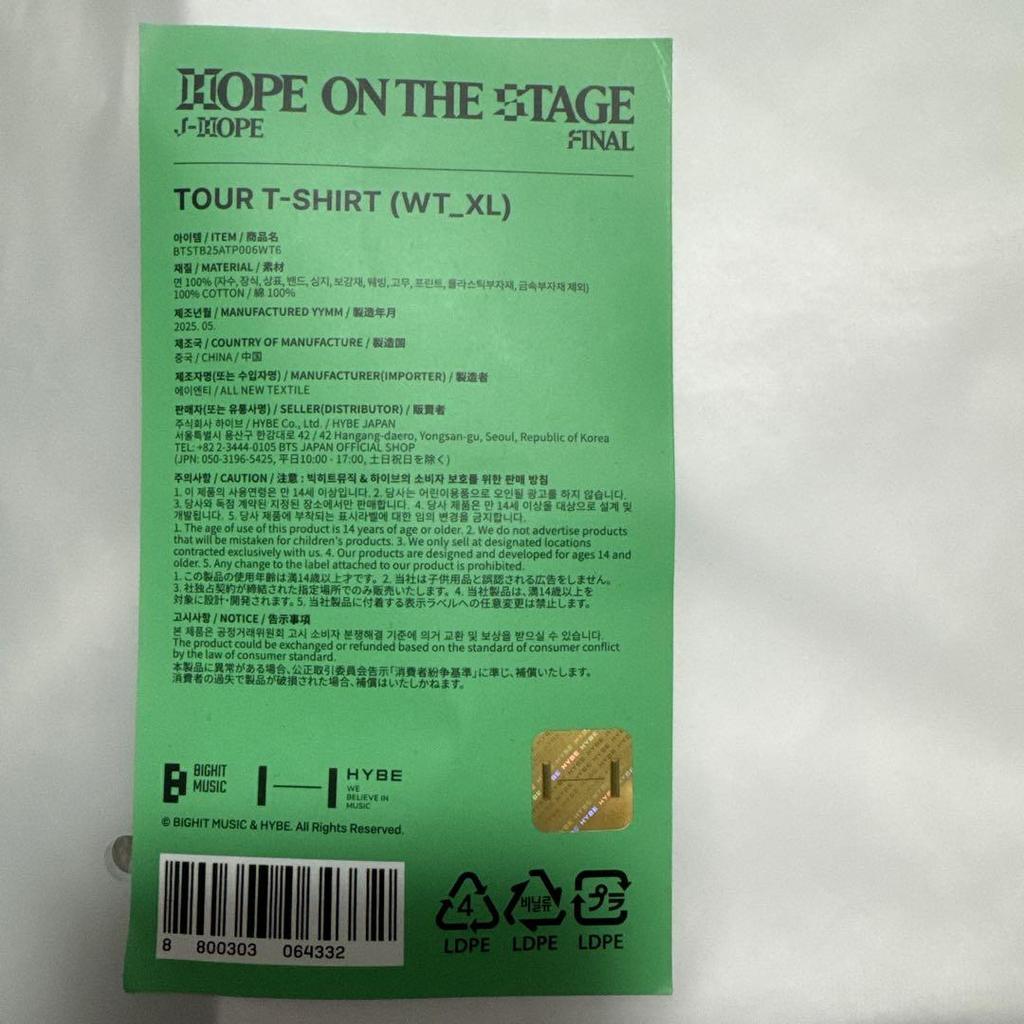 HOPE ON THE STAGE
J-HOPE
FINAL
TOUR T-SHIRT (WT_XL)
아이템 / ITEM / 商品名
BTSTB25ATP006WT6
재질 / MATERIAL / 素材
면 100% (자수, 장식, 상표, 밴드, 심지, 보강재, 웨빙, 고무, 프린트, 플라스틱부자재, 금속부자재 제외)
100% COTTON / 綿 100%
제조년월 / MANUFACTURED YYMM / 製造年月
2025. 05.
제조국 / COUNTRY OF MANUFACTURE / 製造国
중국 / CHINA / 中国
제조자명(또는 수입자명) / MANUFACTURER(IMPORTER) / 製造者
에이엔티 / ALL NEW TEXTILE
판매자(또는 유통사명) / SELLER(DISTRIBUTOR) / 販賣者
주식회사 하이브 / HYBE Co., Ltd. / HYBE JAPAN
서울특별시 용산구 한강대로 42 / 42 Hangang-daero, Yongsan-gu, Seoul, Republic of Korea
TEL: +82 2-3444-0105 BTS JAPAN OFFICIAL SHOP
(JPN: 050-3196-5425, 平日10:00 - 17:00, 土日祝日を除く)
주의사항 / CAUTION / 注意 : 빅히트뮤직 & 하이브의 소비자 보호를 위한 판매 방침
1. 이 제품의 사용연령은 만 14세 이상입니다. 2. 당사는 어린이용품으로 오인될 광고를 하지 않습니다.
3. 당사와 독점 계약된 지정된 장소에서만 판매합니다. 4. 당사 제품은 만 14세 이상을 대상으로 설계 및
개발됩니다. 5. 당사 제품에 부착되는 표시라벨에 대한 임의 변경을 금지합니다.
1. The age of use of this product is 14 years of age or older. 2. We do not advertise products
that will be mistaken for children's products. 3. We only sell at designated locations
contracted exclusively with us. 4. Our products are designed and developed for ages 14 and
older. 5. Any change to the label attached to our product is prohibited.
1. この製品の使用年齢は満14歳以上才です。2. 当社は子供用品と誤認される広告をしません。
3. 社独占契約が締結された指定場所でのみ販売いたします。4. 当社製品は、満14歳以上を
対象に設計・開発されます。5. 当社製品に付着する表示ラベルへの任意変更は禁止します。
고시사항 / NOTICE / 告示事項
본 제품은 공정거래위원회 고시 소비자 분쟁해결 기준에 의거 교환 및 보상을 받으실 수 있습니다.
The product could be exchanged or refunded based on the standard of consumer conflict
by the law of consumer standard.
本製品に異常がある場合、公正取引委員会告示「消費者紛争基準」に準じ、補償いたします。
消費者の過失で製品が破損された場合、補償はいたしかねます。
BIGHIT
MUSIC
HYBE
WE
BELIEVE IN
MUSIC
© BIGHIT MUSIC & HYBE. All Rights Reserved.
HYBE HYBE HYBE
8 800303 064332
4 비닐류 プラ
LDPE LDPE LDPE